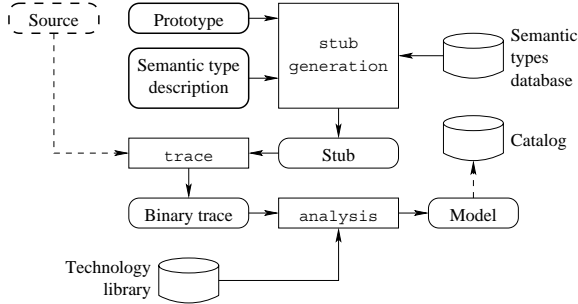 Source
Prototype
stub
generation
Semantic
types
database
Semantic type
description
Catalog
trace
Stub
Binary trace
analysis
Model
Technology
library